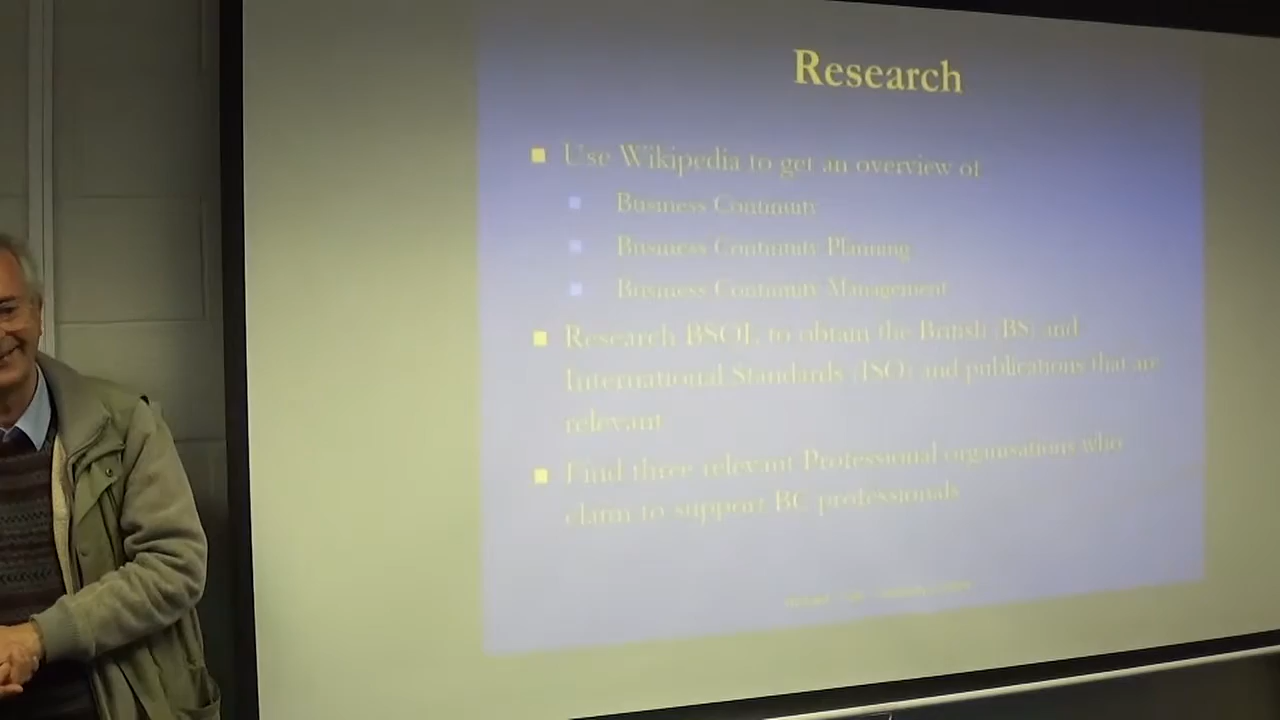 Research
Use Wikipedia to get an overview of
Business Continuity
Business Continuity Planning
Business Continuity Management
Research BSOL to obtain the British (BS) and
International Standards (ISO) and publications that are
relevant
Find three relevant Professional organisations who
claim to support BC professionals